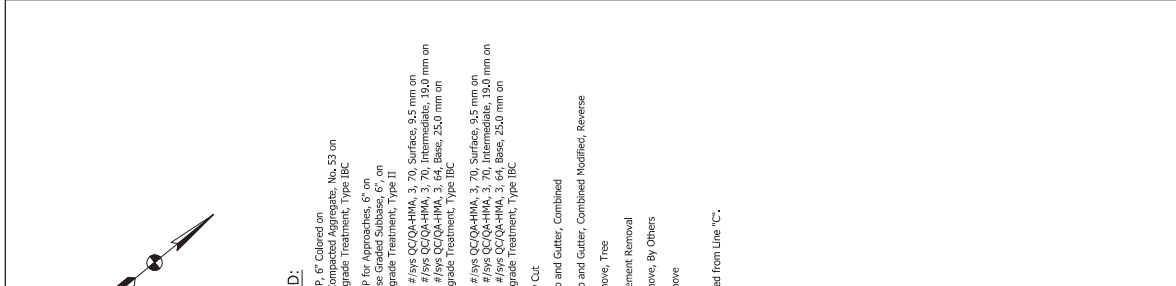 D:
P, 6" Colored on
Compacted Aggregate, No. 53 on
grade Treatment, Type IBC
P for Approaches, 6" on
se Graded Subbase, 6", on
grade Treatment, Type II
#/sys QC/QA-HMA, 3, 70, Surface, 9.5 mm on
#/sys QC/QA-HMA, 3, 70, Intermediate, 19.0 mm on
#/sys QC/QA-HMA, 3, 64, Base, 25.0 mm on
grade Treatment, Type IBC
#/sys QC/QA-HMA, 3, 70, Surface, 9.5 mm on
#/sys QC/QA-HMA, 3, 70, Intermediate, 19.0 mm on
#/sys QC/QA-HMA, 3, 64, Base, 25.0 mm on
grade Treatment, Type IBC
Cut
and Gutter, Combined
and Gutter, Combined Modified, Reverse
ove, Tree
ement Removal
ove, By Others
ove
ed from Line "C".